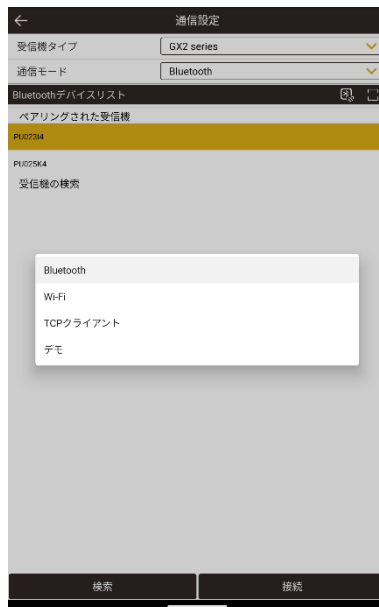 通信設定
受信機タイプ GX2 series
通信モード Bluetooth
Bluetoothデバイスリスト
ペアリングされた受信機
PU023I4
PU025K4
受信機の検索
Bluetooth
Wi-Fi
TCPクライアント
デモ
検索 接続